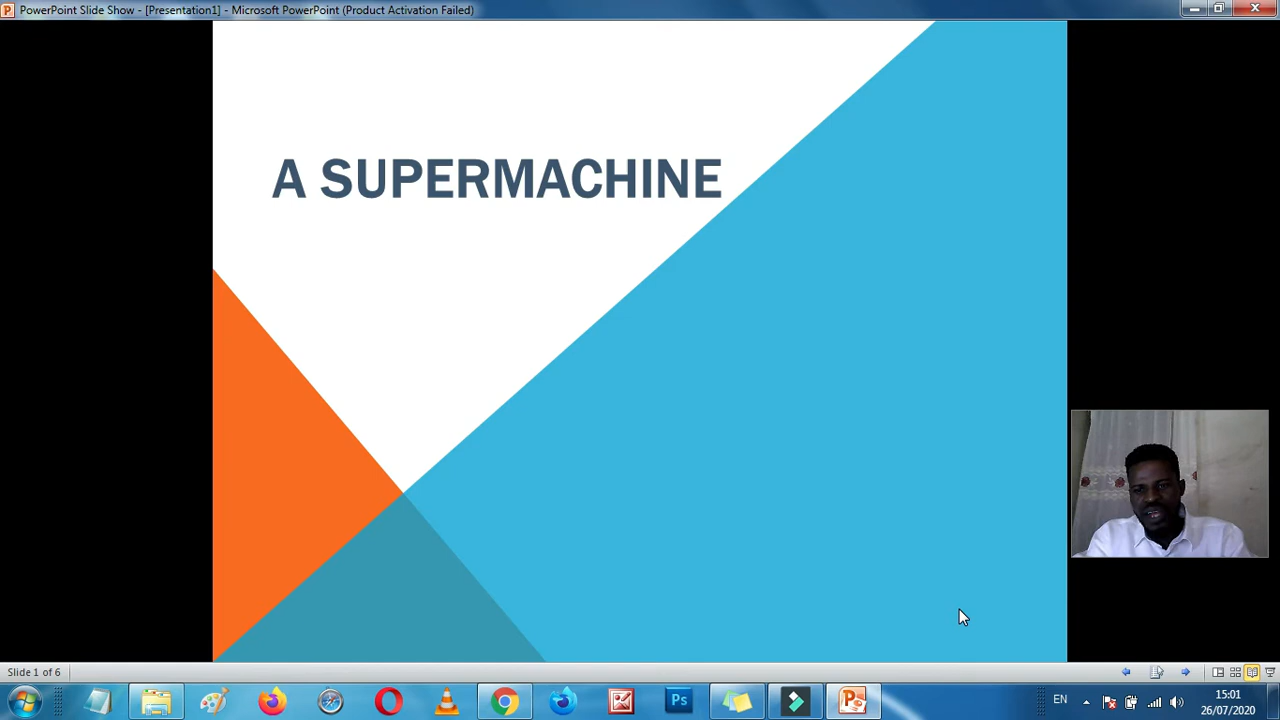 PowerPoint Slide Show - [Presentation1] - Microsoft PowerPoint (Product Activation Failed)
A SUPERMACHINE
Slide 1 of 6
Ps
EN
15:01
26/07/2020